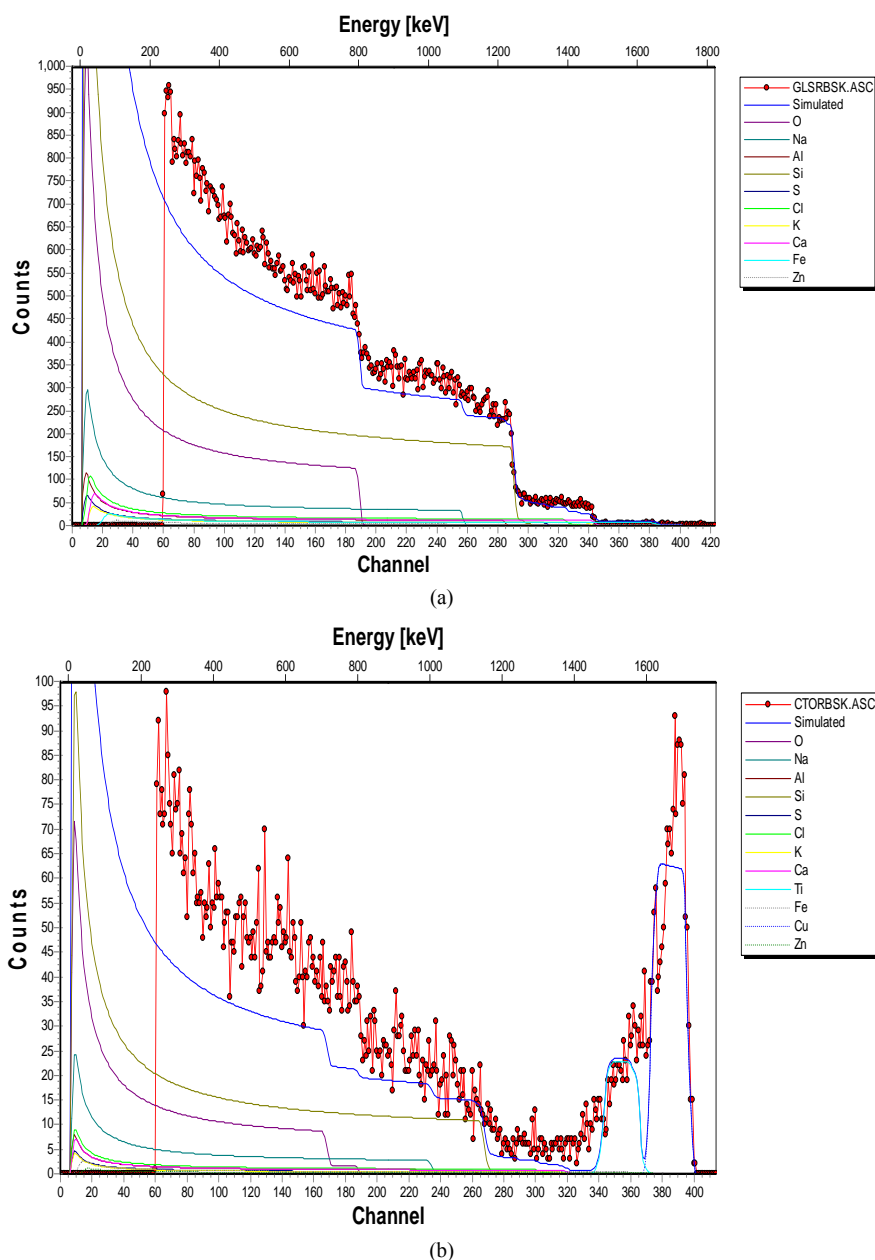 Energy [keV]
0 200 400 600 800 1000 1200 1400 1600 1800
1,000
950
900
850
800
750
700
650
600
550
500
450
400
350
300
250
200
150
100
50
0
Counts
0 20 40 60 80 100 120 140 160 180 200 220 240 260 280 300 320 340 360 380 400 420
Channel
GLSRBSK.ASC
Simulated
O
Na
Al
Si
S
Cl
K
Ca
Fe
Zn
(a)
Energy [keV]
0 200 400 600 800 1000 1200 1400 1600
100
95
90
85
80
75
70
65
60
55
50
45
40
35
30
25
20
15
10
5
0
Counts
0 20 40 60 80 100 120 140 160 180 200 220 240 260 280 300 320 340 360 380 400
Channel
CTORBSK.ASC
Simulated
O
Na
Al
Si
S
Cl
K
Ca
Ti
Fe
Cu
Zn
(b)